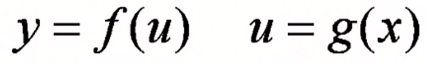 y = f(u)    u = g(x)